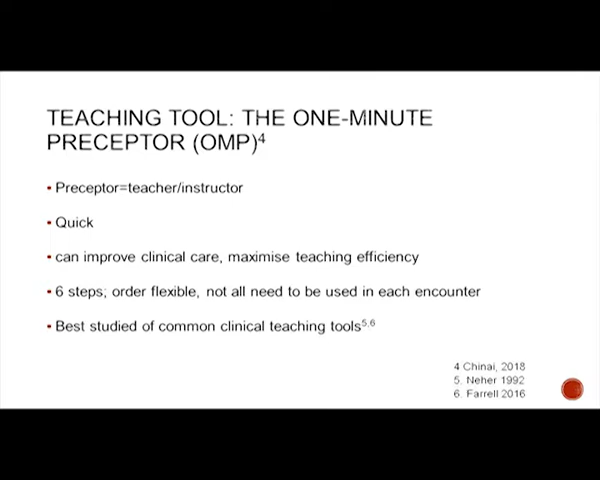 TEACHING TOOL: THE ONE-MINUTE
PRECEPTOR (OMP)⁴
▪ Preceptor=teacher/instructor
▪ Quick
▪ can improve clinical care, maximise teaching efficiency
▪ 6 steps; order flexible, not all need to be used in each encounter
▪ Best studied of common clinical teaching tools⁵,⁶
4 Chinai, 2018
5. Neher 1992
6. Farrell 2016